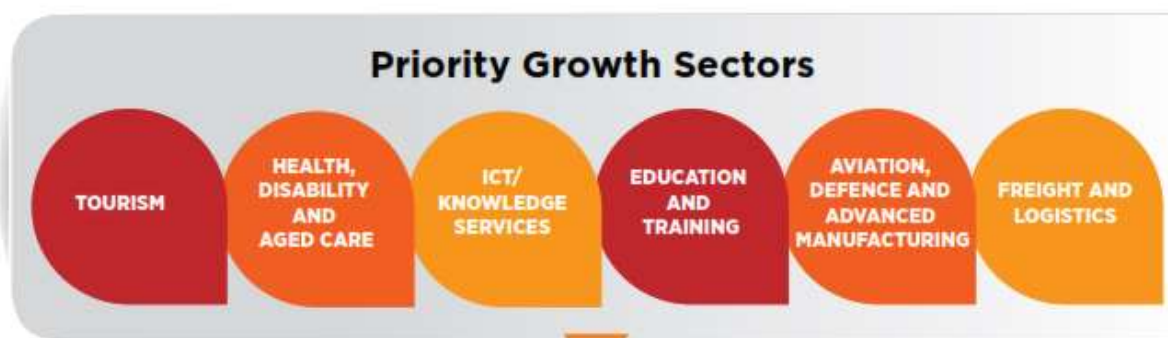 Priority Growth Sectors
TOURISM
HEALTH,
DISABILITY
AND
AGED CARE
ICT/
KNOWLEDGE
SERVICES
EDUCATION
AND
TRAINING
AVIATION,
DEFENCE AND
ADVANCED
MANUFACTURING
FREIGHT AND
LOGISTICS